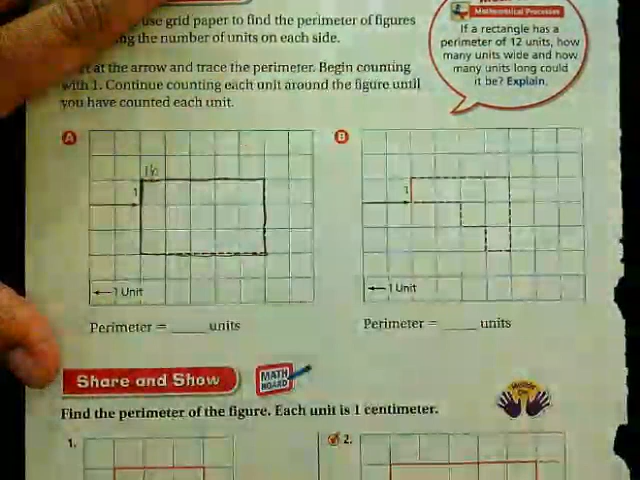 use grid paper to find the perimeter of figures
the number of units on each side.
at the arrow and trace the perimeter. Begin counting
with 1. Continue counting each unit around the figure until
you have counted each unit.
Mathematical Processes
If a rectangle has a
perimeter of 12 units, how
many units wide and how
many units long could
it be? Explain.
A
1
1 Unit
Perimeter = ____ units
B
1
1 Unit
Perimeter = ____ units
Share and Show
MATH
BOARD
Hands
On
Find the perimeter of the figure. Each unit is 1 centimeter.
1.
2.